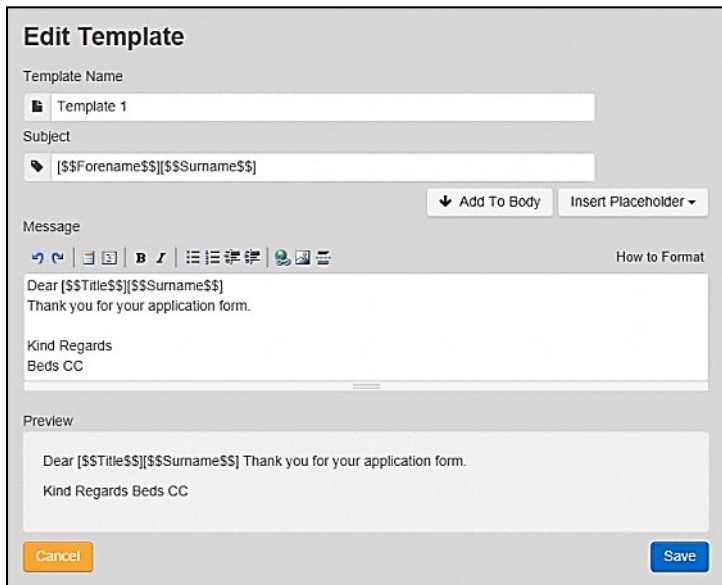 Edit Template
Template Name
Template 1
Subject
[$$Forename$$][$$Surname$$]
Add To Body
Insert Placeholder
Message
B I
How to Format
Dear [$$Title$$][$$Surname$$]
Thank you for your application form.
Kind Regards
Beds CC
Preview
Dear [$$Title$$][$$Surname$$] Thank you for your application form.
Kind Regards Beds CC
Cancel
Save